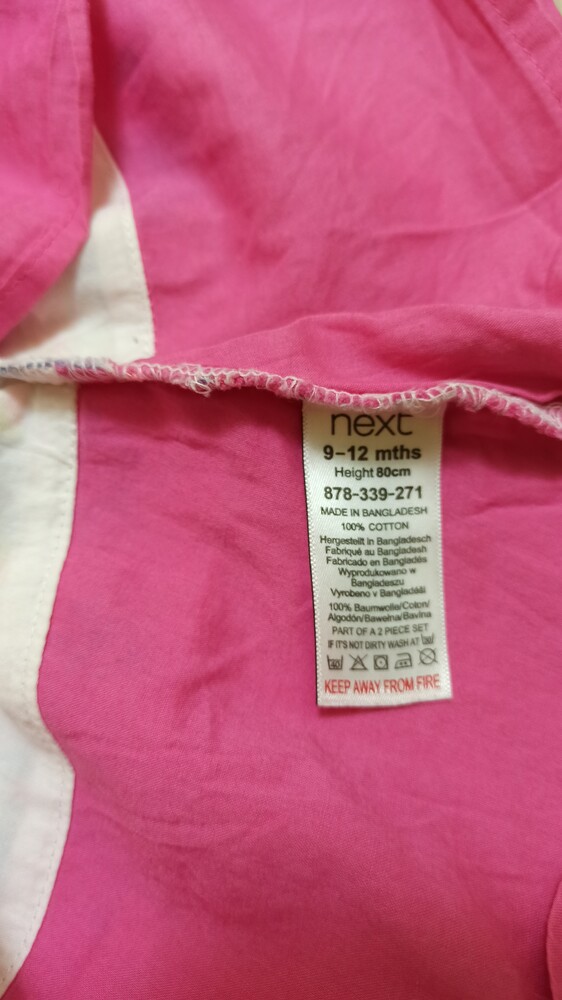 next
9-12 mths
Height 80cm
878-339-271
MADE IN BANGLADESH
100% COTTON
Hergestellt in Bangladesch
Fabriqué au Bangladesh
Fabricado en Bangladés
Wyprodukowano w
Bangladeszu
Vyrobeno v Bangladéši
100% Baumwolle/Coton/
Algodón/Bawełna/Bavlna
PART OF A 2 PIECE SET
IF IT'S NOT DIRTY WASH AT
KEEP AWAY FROM FIRE